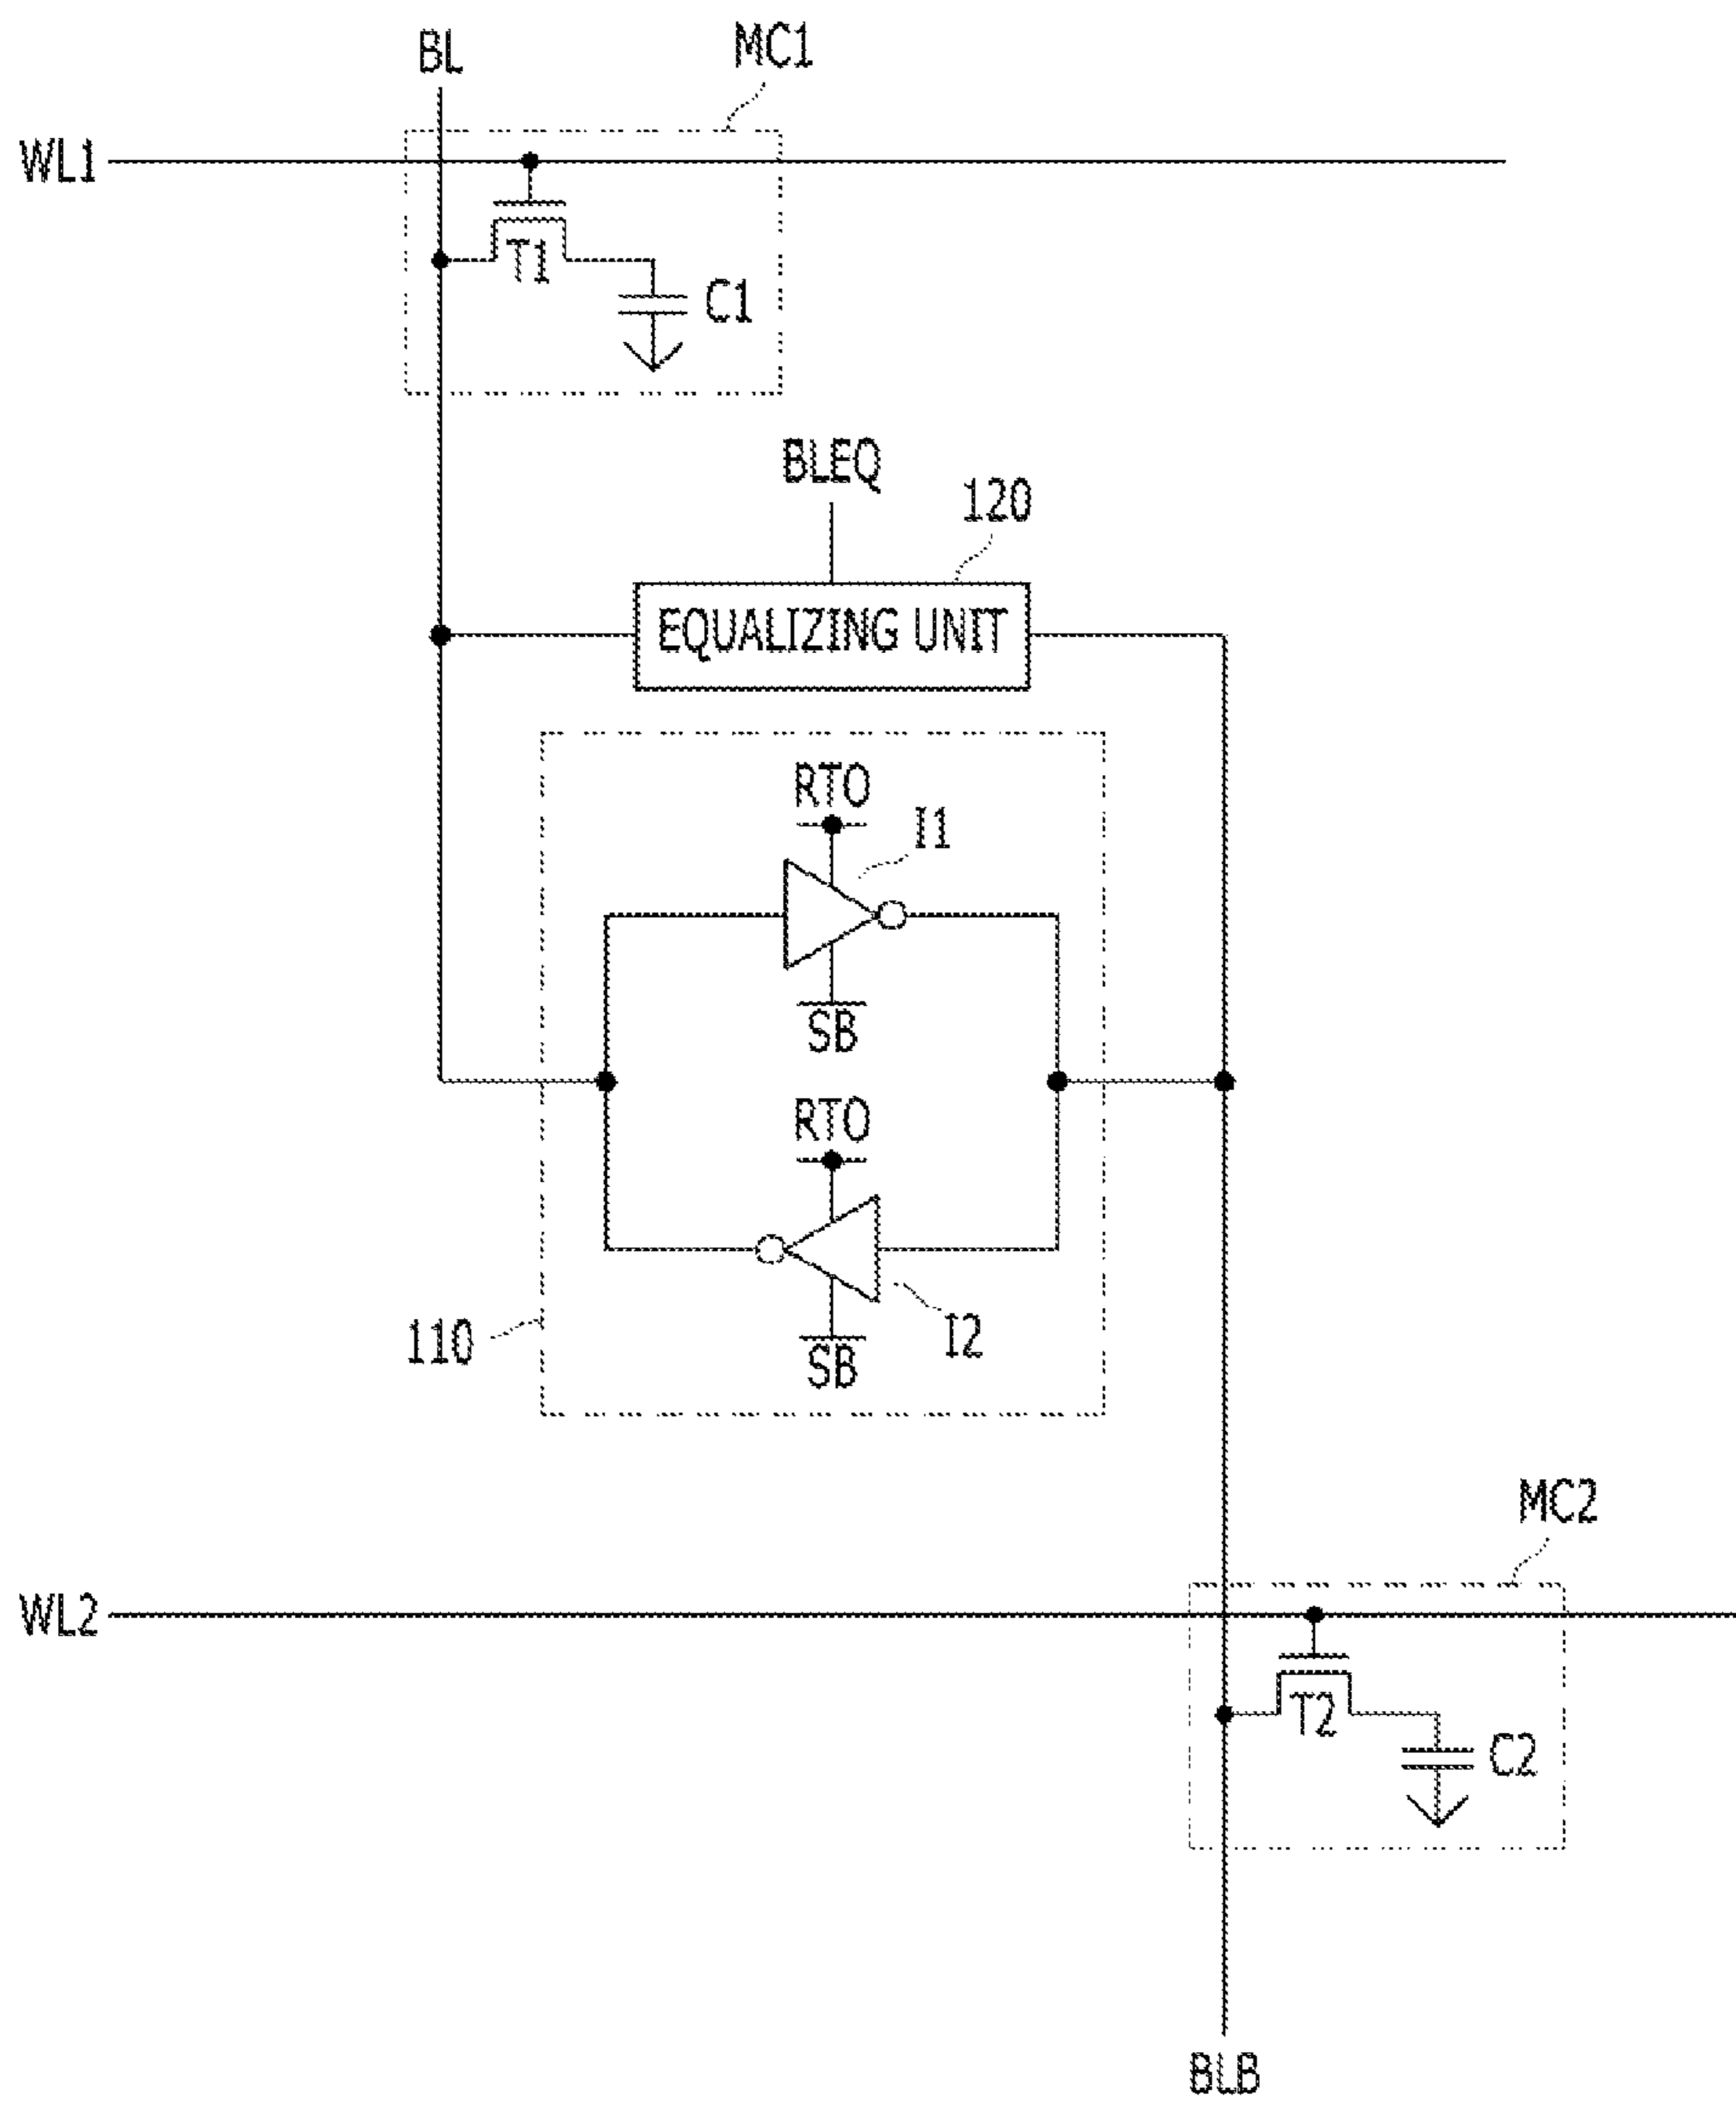 BL
MC1
WL1
T1
C1
BLEQ
120
EQUALIZING UNIT
RTO
I1
SB
RTO
110
I2
SB
MC2
WL2
T2
C2
BLB